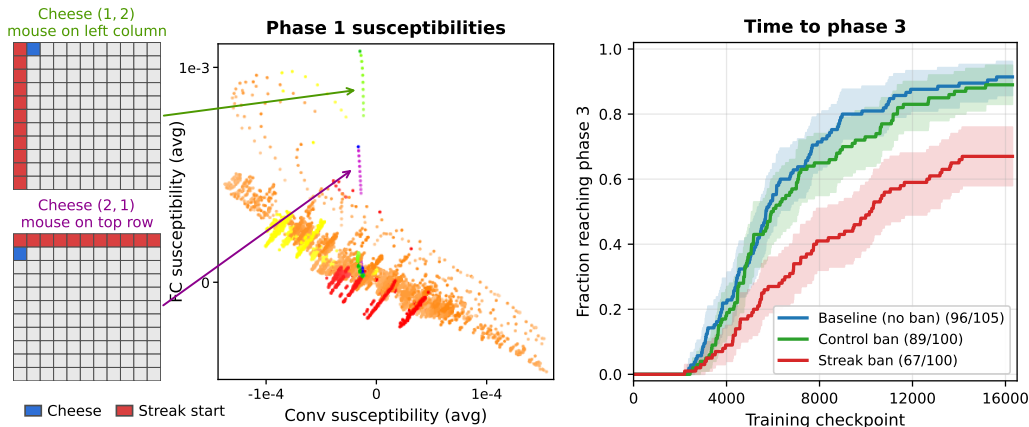 Cheese (1, 2)
mouse on left column
Cheese (2, 1)
mouse on top row
Cheese
Streak start
Phase 1 susceptibilities
FC susceptibility (avg)
1e-3
0
-1e-4
0
1e-4
Conv susceptibility (avg)
Time to phase 3
Fraction reaching phase 3
1.0
0.8
0.6
0.4
0.2
0.0
Baseline (no ban) (96/105)
Control ban (89/100)
Streak ban (67/100)
0
4000
8000
12000
16000
Training checkpoint